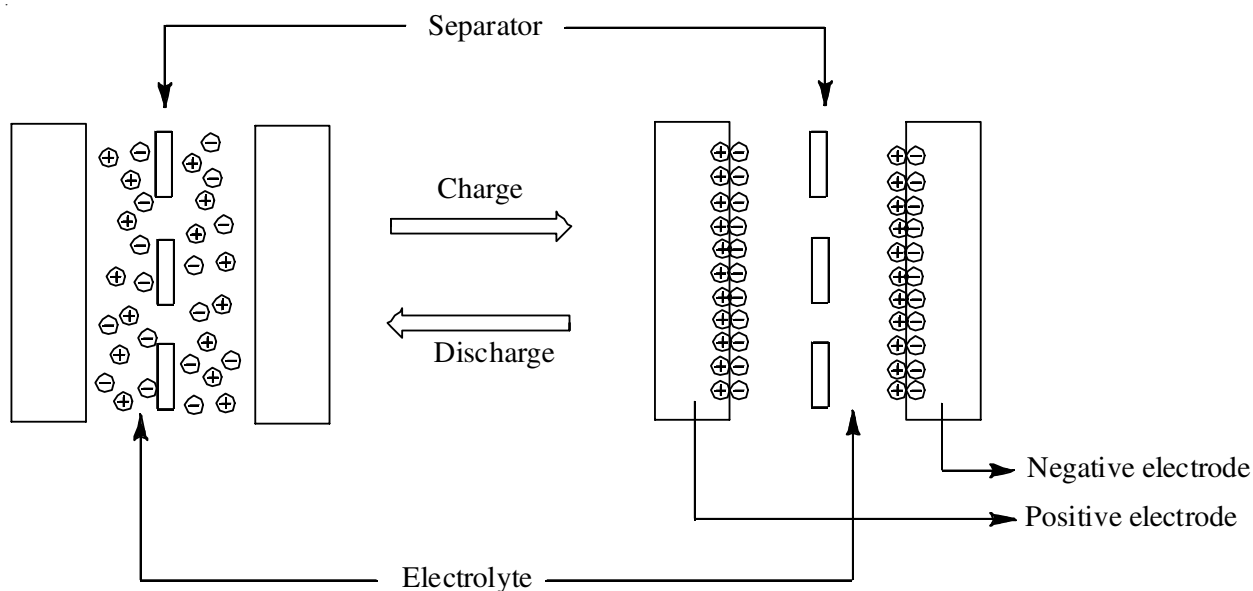 Separator
Charge
Discharge
Negative electrode
Positive electrode
Electrolyte